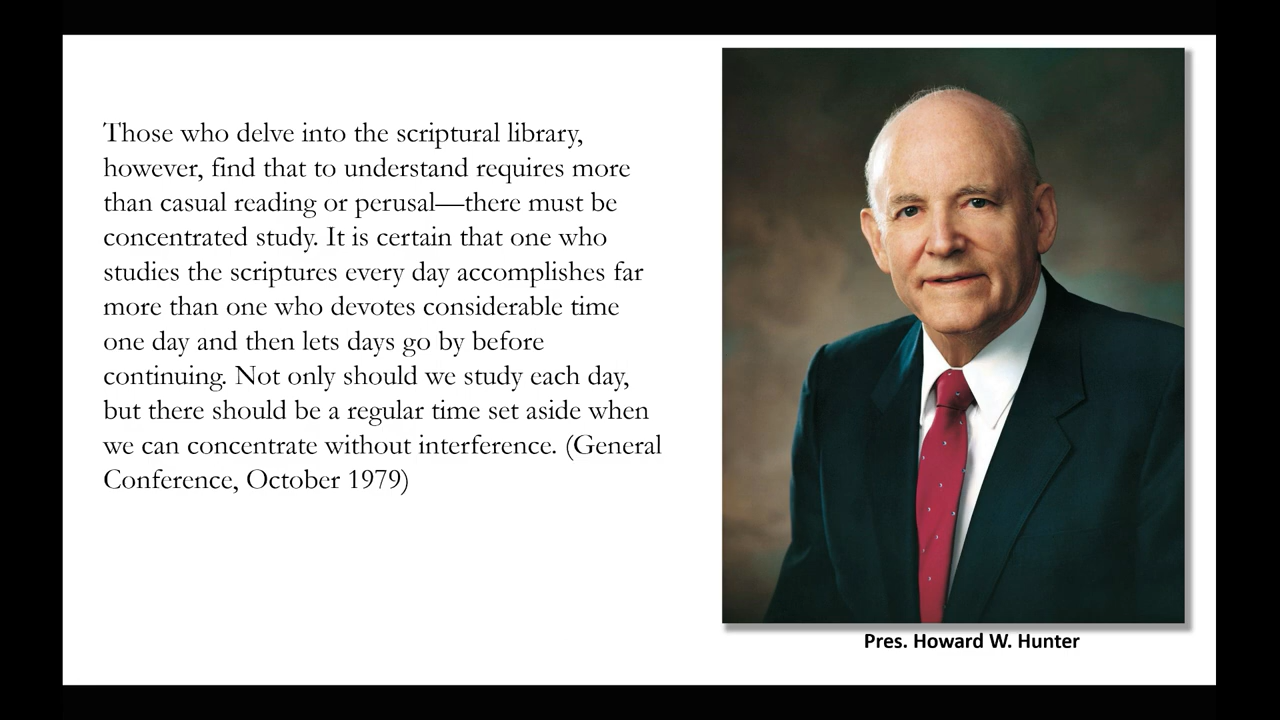 Those who delve into the scriptural library,
however, find that to understand requires more
than casual reading or perusal—there must be
concentrated study. It is certain that one who
studies the scriptures every day accomplishes far
more than one who devotes considerable time
one day and then lets days go by before
continuing. Not only should we study each day,
but there should be a regular time set aside when
we can concentrate without interference. (General
Conference, October 1979)
Pres. Howard W. Hunter